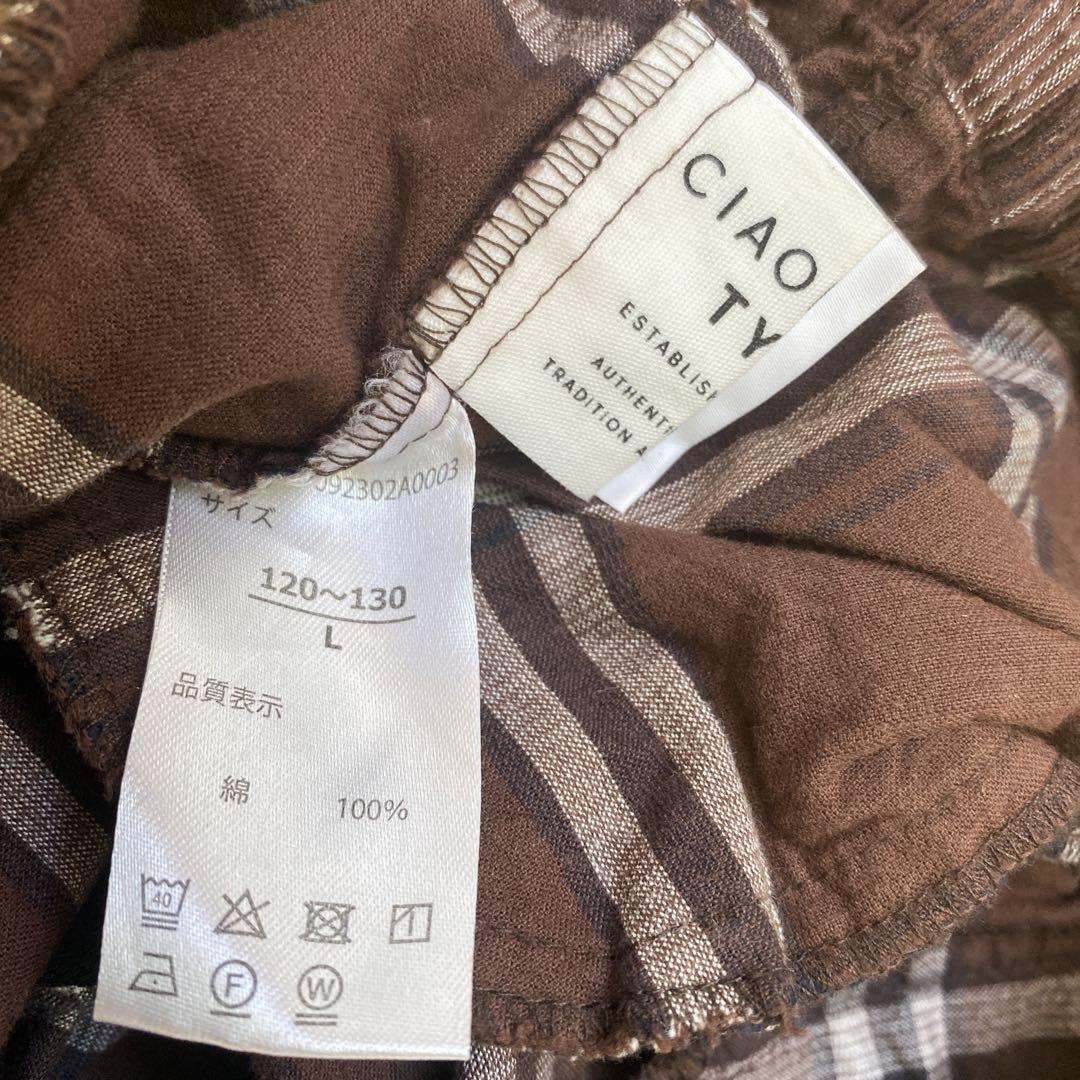 CIAO
TY
ESTABLISH
AUTHENT
TRADITION A
092302A0003
サイズ
120〜130
L
品質表示
綿 100%
40
F
W